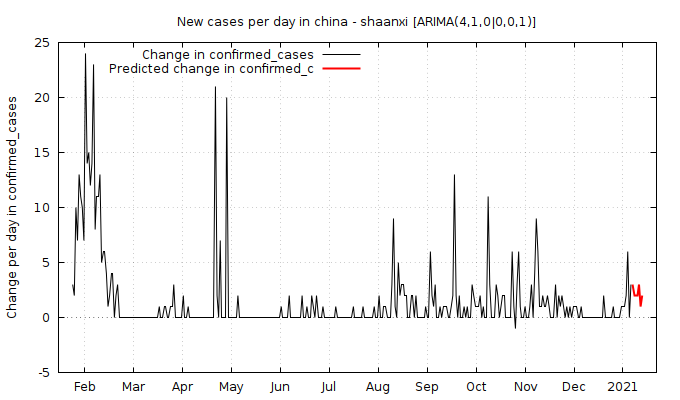 New cases per day in china - shaanxi [ARIMA(4,1,0|0,0,1)]
Change in confirmed_cases
Predicted change in confirmed_c
Change per day in confirmed_cases
25
20
15
10
5
0
-5
Feb Mar Apr May Jun Jul Aug Sep Oct Nov Dec 2021